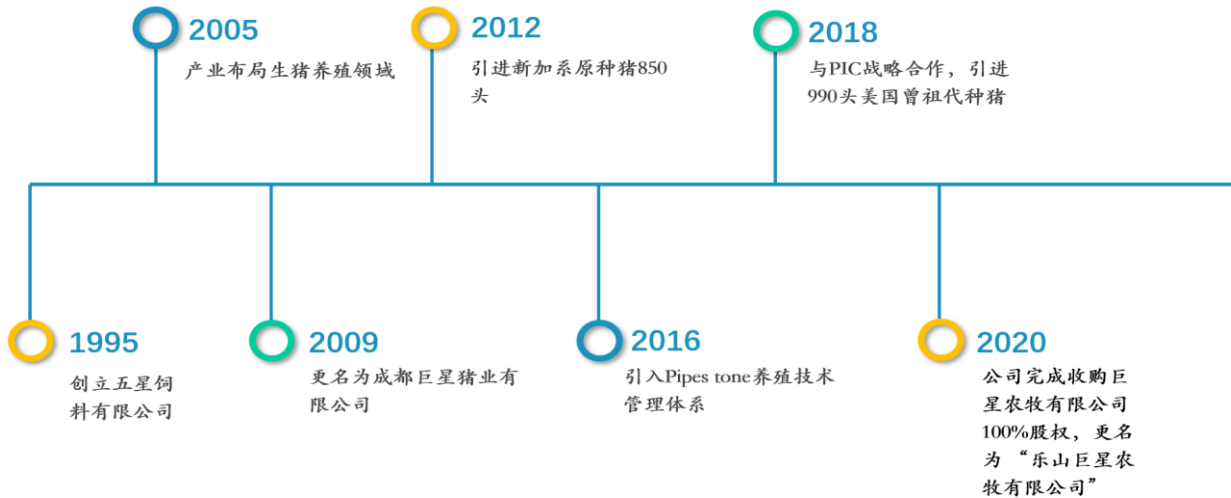 2005
产业布局生猪养殖领域
2012
引进新加系原种猪850
头
2018
与PIC战略合作，引进
990头美国曾祖代种猪
1995
创立五星饲
料有限公司
2009
更名为成都巨星猪业有
限公司
2016
引入Pipes tone养殖技术
管理体系
2020
公司完成收购巨
星农牧有限公司
100%股权，更名
为 “乐山巨星农
牧有限公司”